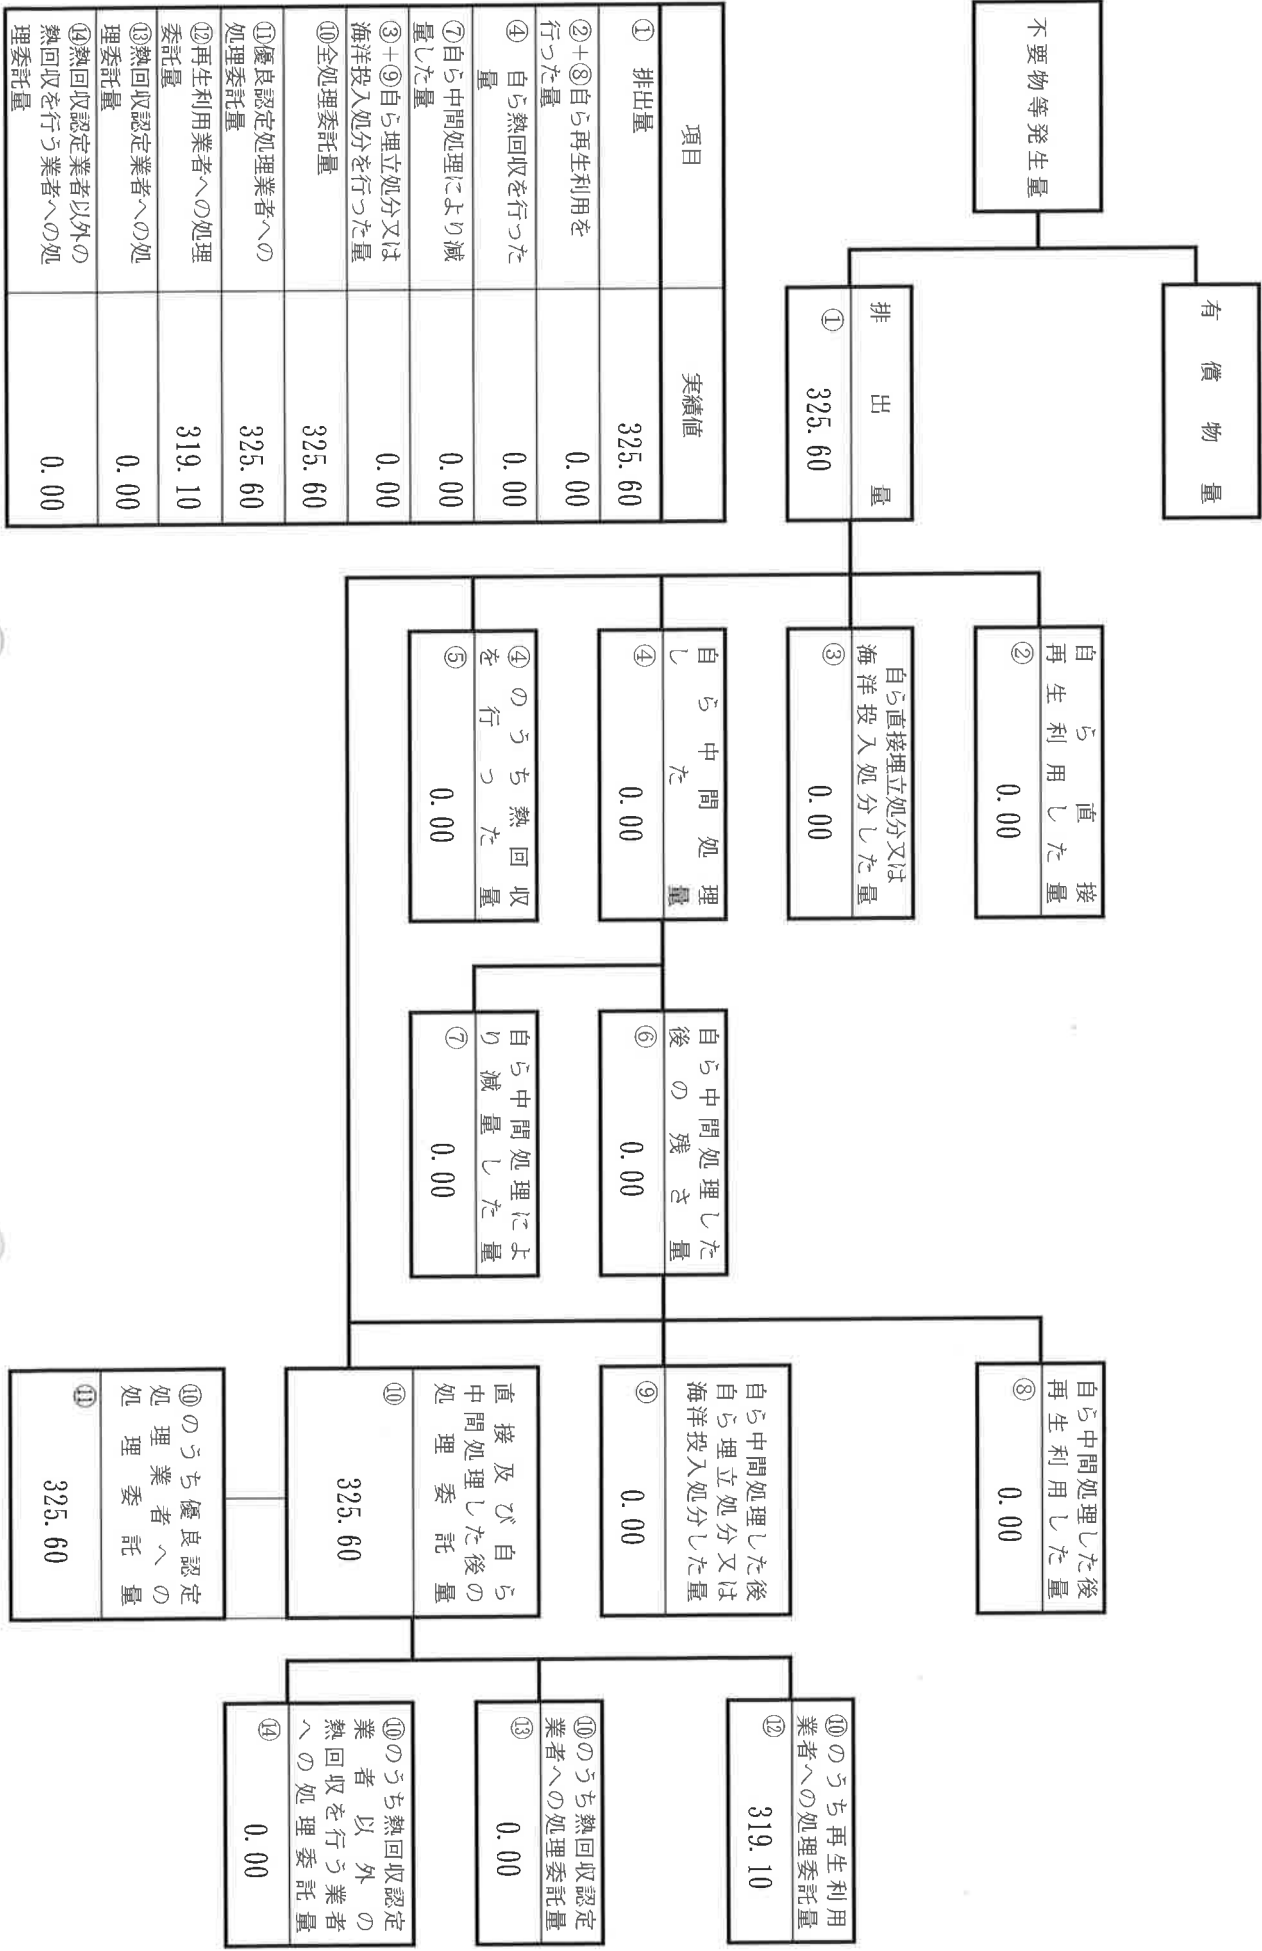 有償物量
不要物等発生量
排出量
① 325.60
自ら直接
再生利用した量
② 0.00
自ら直接埋立処分又は
海洋投入処分した量
③ 0.00
自ら中間処理
した量
④ 0.00
④のうち熱回収
を行った量
⑤ 0.00
自ら中間処理した
後の残さ量
⑥ 0.00
自ら中間処理によ
り減量した量
⑦ 0.00
自ら中間処理した後
再生利用した量
⑧ 0.00
自ら中間処理した後
自ら埋立処分又は
海洋投入処分した量
⑨ 0.00
直接及び自ら
中間処理した後の
処理委託量
⑩ 325.60
⑩のうち優良認定
処理業者への
処理委託量
⑪ 325.60
⑩のうち再生利用
業者への処理委託量
⑫ 319.10
⑩のうち熱回収認定
業者への処理委託量
⑬ 0.00
⑩のうち熱回収認定
業者以外の
熱回収を行う業者
への処理委託量
⑭ 0.00
項目 実績値
① 排出量 325.60
②+⑧自ら再生利用を
行った量 0.00
④ 自ら熱回収を行った
量 0.00
⑦自ら中間処理により減
量した量 0.00
③+⑨自ら埋立処分又は
海洋投入処分を行った量 0.00
⑩全処理委託量 325.60
⑪優良認定処理業者への
処理委託量 325.60
⑫再生利用業者への処理
委託量 319.10
⑬熱回収認定業者への処
理委託量 0.00
⑭熱回収認定業者以外の
熱回収を行う業者への処
理委託量 0.00